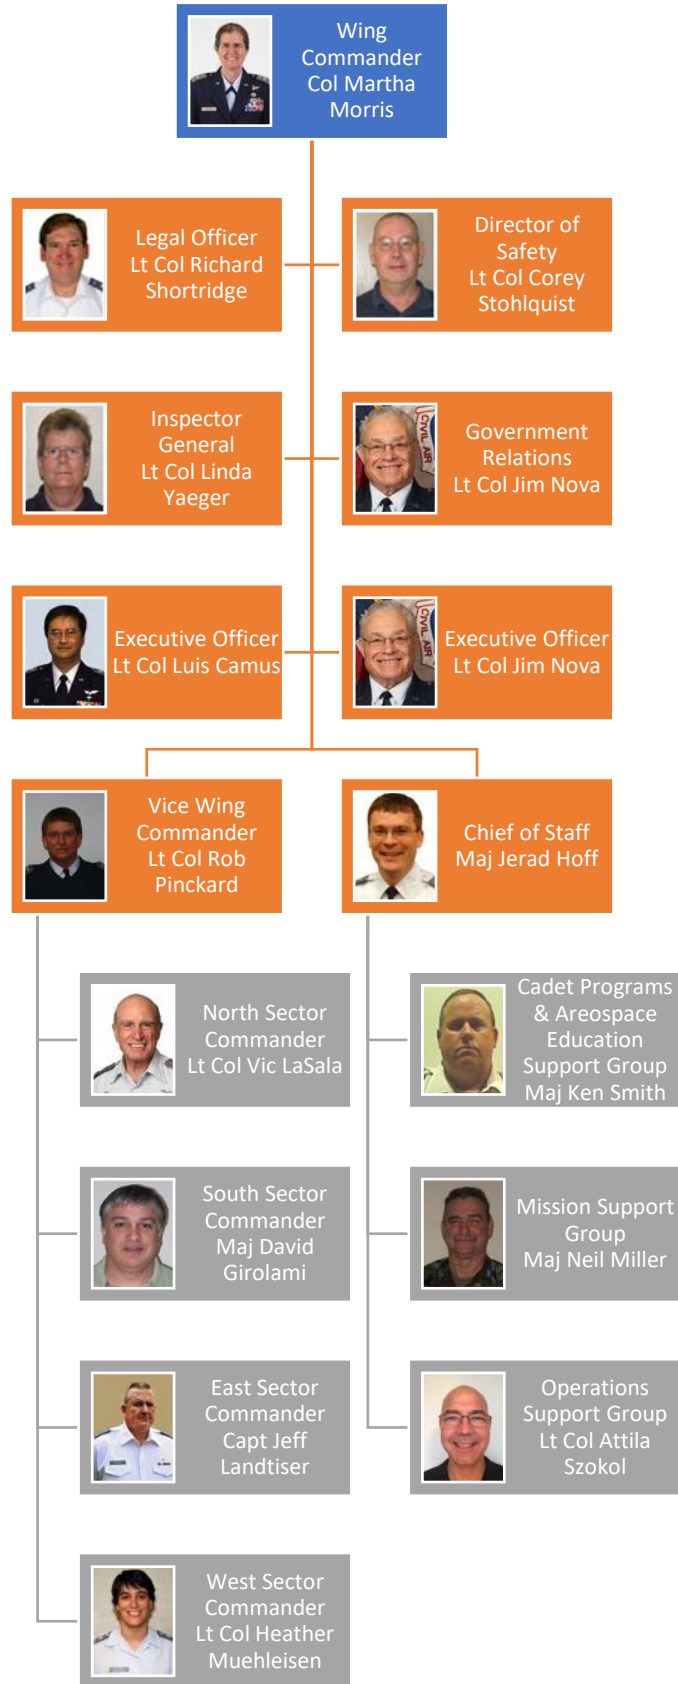 Wing
Commander
Col Martha
Morris
Legal Officer
Lt Col Richard
Shortridge
Director of
Safety
Lt Col Corey
Stohlquist
Inspector
General
Lt Col Linda
Yaeger
Government
Relations
Lt Col Jim Nova
CIVIL AIR
Executive Officer
Lt Col Luis Camus
Executive Officer
Lt Col Jim Nova
CIVIL AIR
Vice Wing
Commander
Lt Col Rob
Pinckard
Chief of Staff
Maj Jerad Hoff
North Sector
Commander
Lt Col Vic LaSala
Cadet Programs
& Areospace
Education
Support Group
Maj Ken Smith
South Sector
Commander
Maj David
Girolami
Mission Support
Group
Maj Neil Miller
East Sector
Commander
Capt Jeff
Landtiser
Operations
Support Group
Lt Col Attila
Szokol
West Sector
Commander
Lt Col Heather
Muehleisen